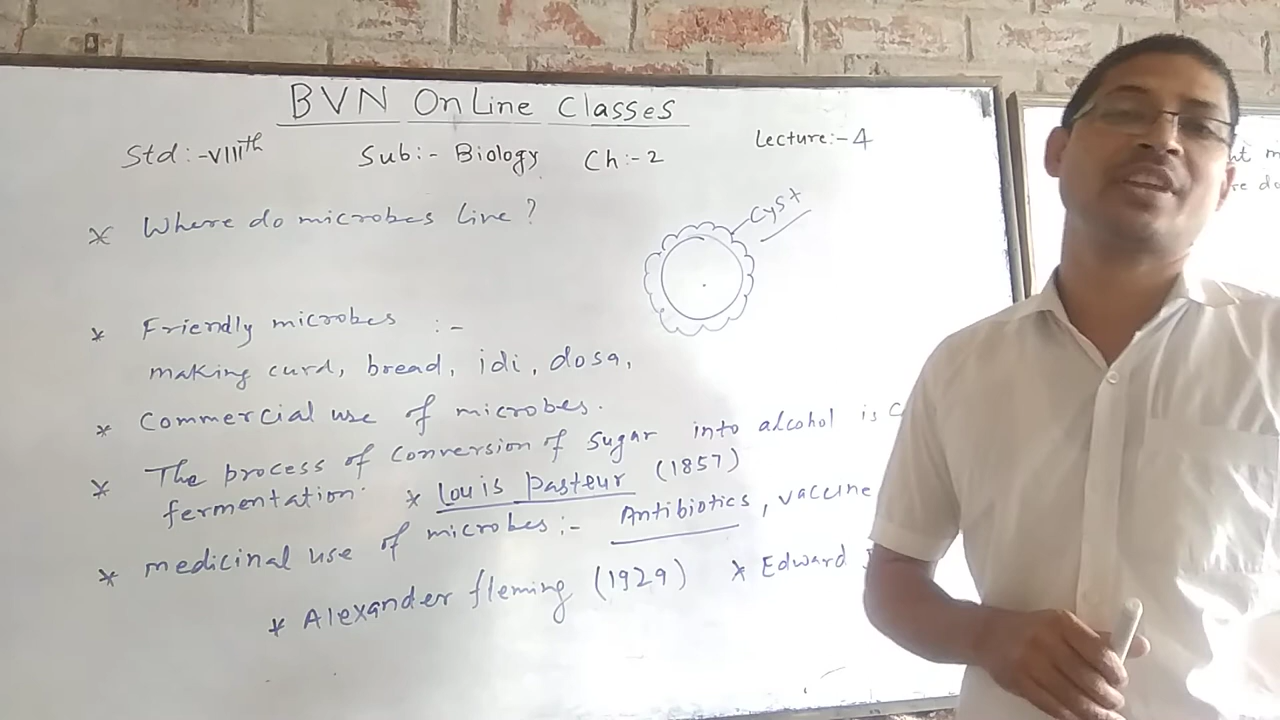 BVN OnLine Classes
Std:-VIIIth Sub:- Biology Ch:-2 Lecture:-4
* Where do microbes Live?
Cyst
* Friendly microbes :-
making curd, bread, idi, dosa,
* Commercial use of microbes.
* The process of conversion of sugar into alcohol is
fermentation. * Louis Pasteur (1857)
* medicinal use of microbes:- Antibiotics, vaccine
* Alexander fleming (1929) * Edward